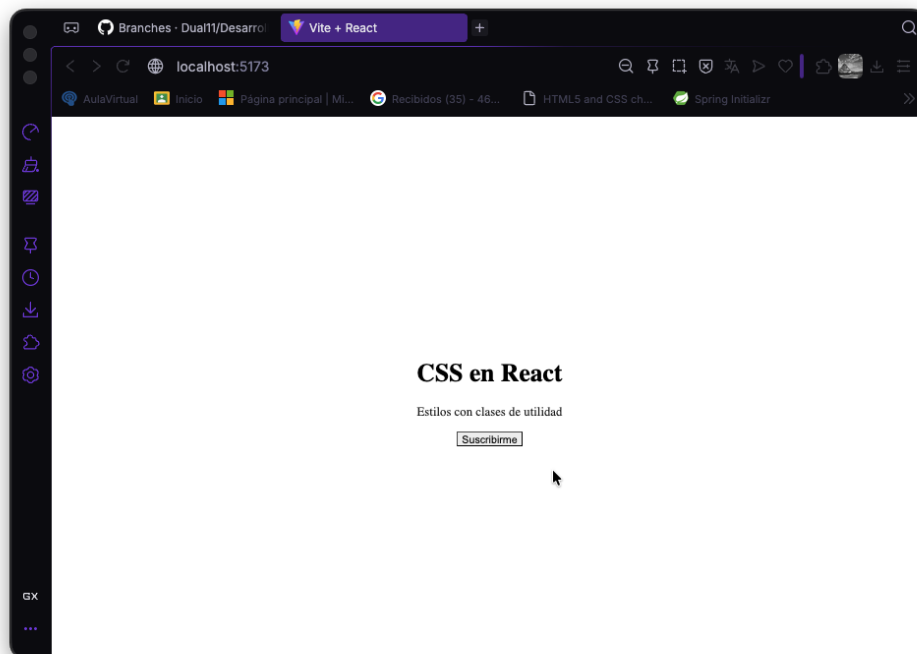 Branches · Dual11/Desarro
Vite + React
localhost:5173
AulaVirtual
Inicio
Página principal | Mi...
Recibidos (35) - 46...
HTML5 and CSS ch...
Spring Initializr
CSS en React
Estilos con clases de utilidad
Suscribirme
GX